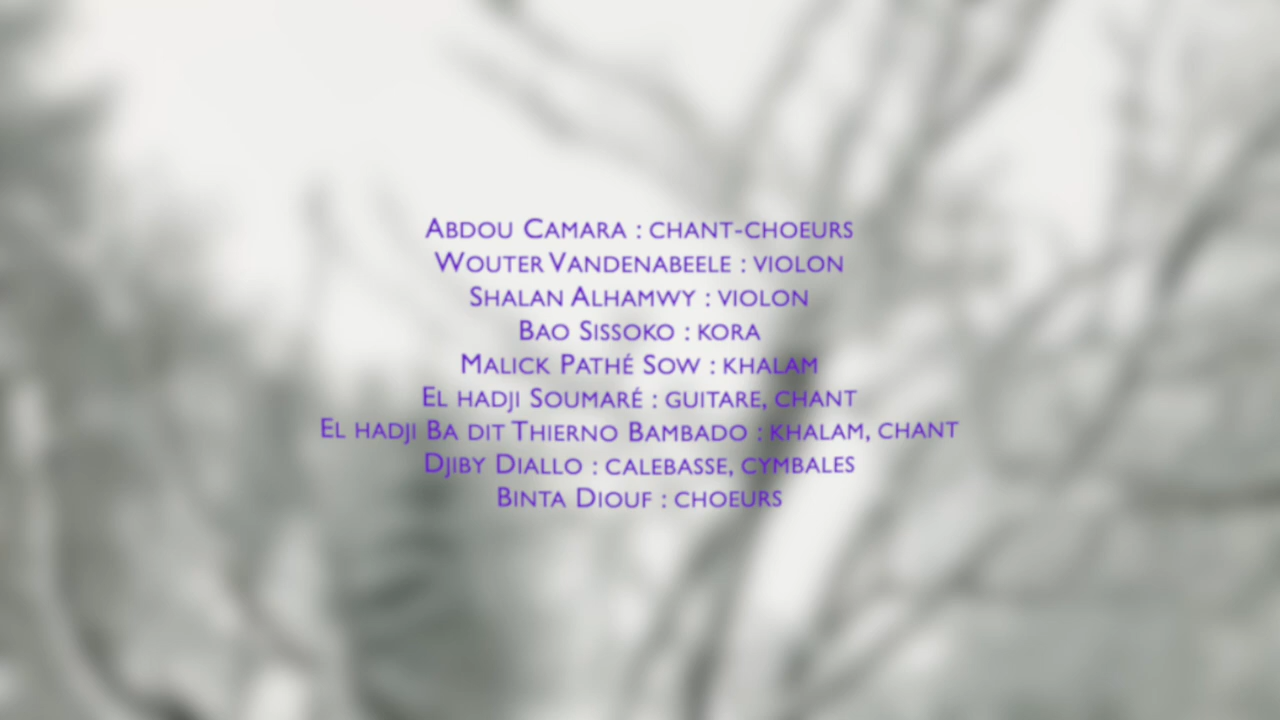 Abdou Camara : chant-choeurs
Wouter Vandenabeele : violon
Shalan Alhamwy : violon
Bao Sissoko : kora
Malick Pathé Sow : khalam
El hadji Soumaré : guitare, chant
El hadji Ba dit Thierno Bambado : khalam, chant
Djiby Diallo : calebasse, cymbales
Binta Diouf : choeurs